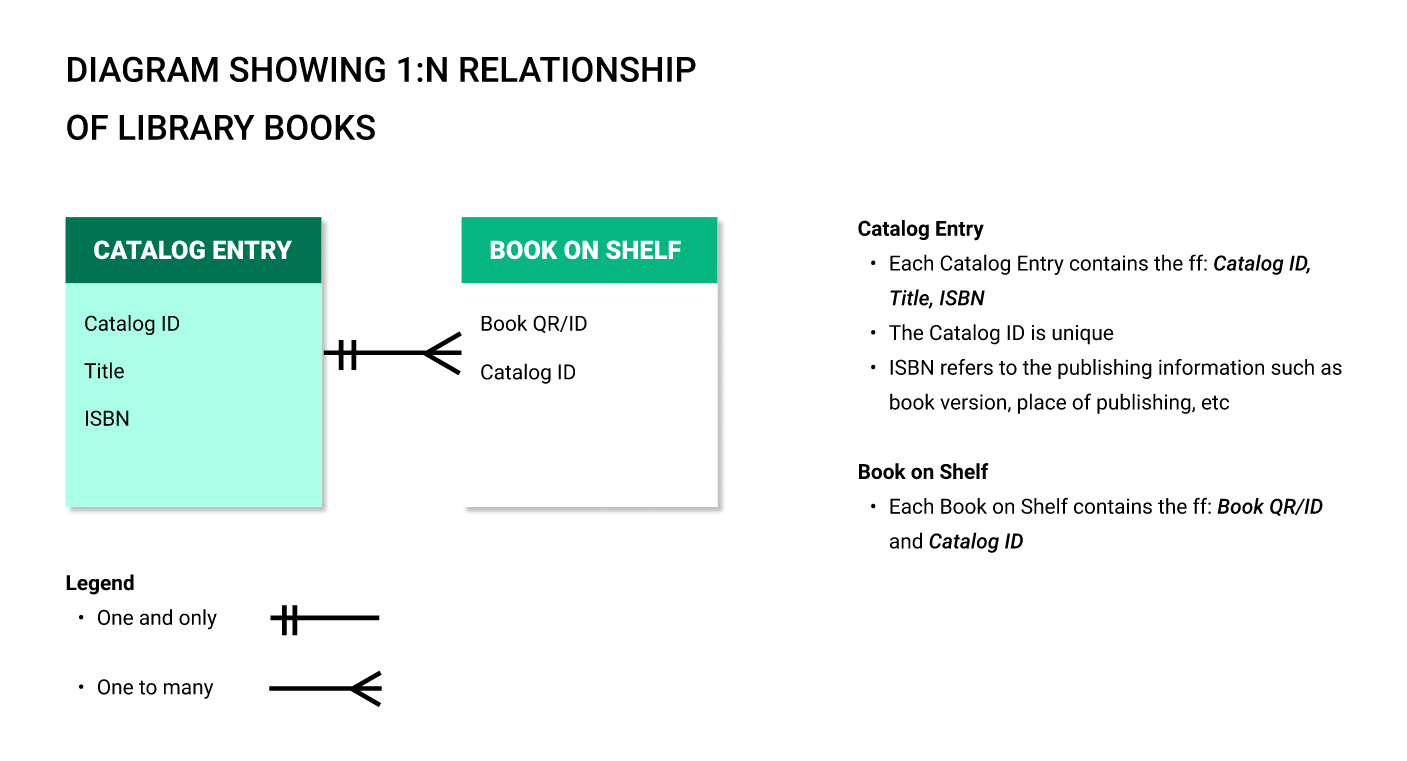 DIAGRAM SHOWING 1:N RELATIONSHIP
OF LIBRARY BOOKS
CATALOG ENTRY
Catalog ID
Title
ISBN
BOOK ON SHELF
Book QR/ID
Catalog ID
Catalog Entry
• Each Catalog Entry contains the ff: Catalog ID,
Title, ISBN
• The Catalog ID is unique
• ISBN refers to the publishing information such as
book version, place of publishing, etc
Book on Shelf
• Each Book on Shelf contains the ff: Book QR/ID
and Catalog ID
Legend
• One and only
• One to many